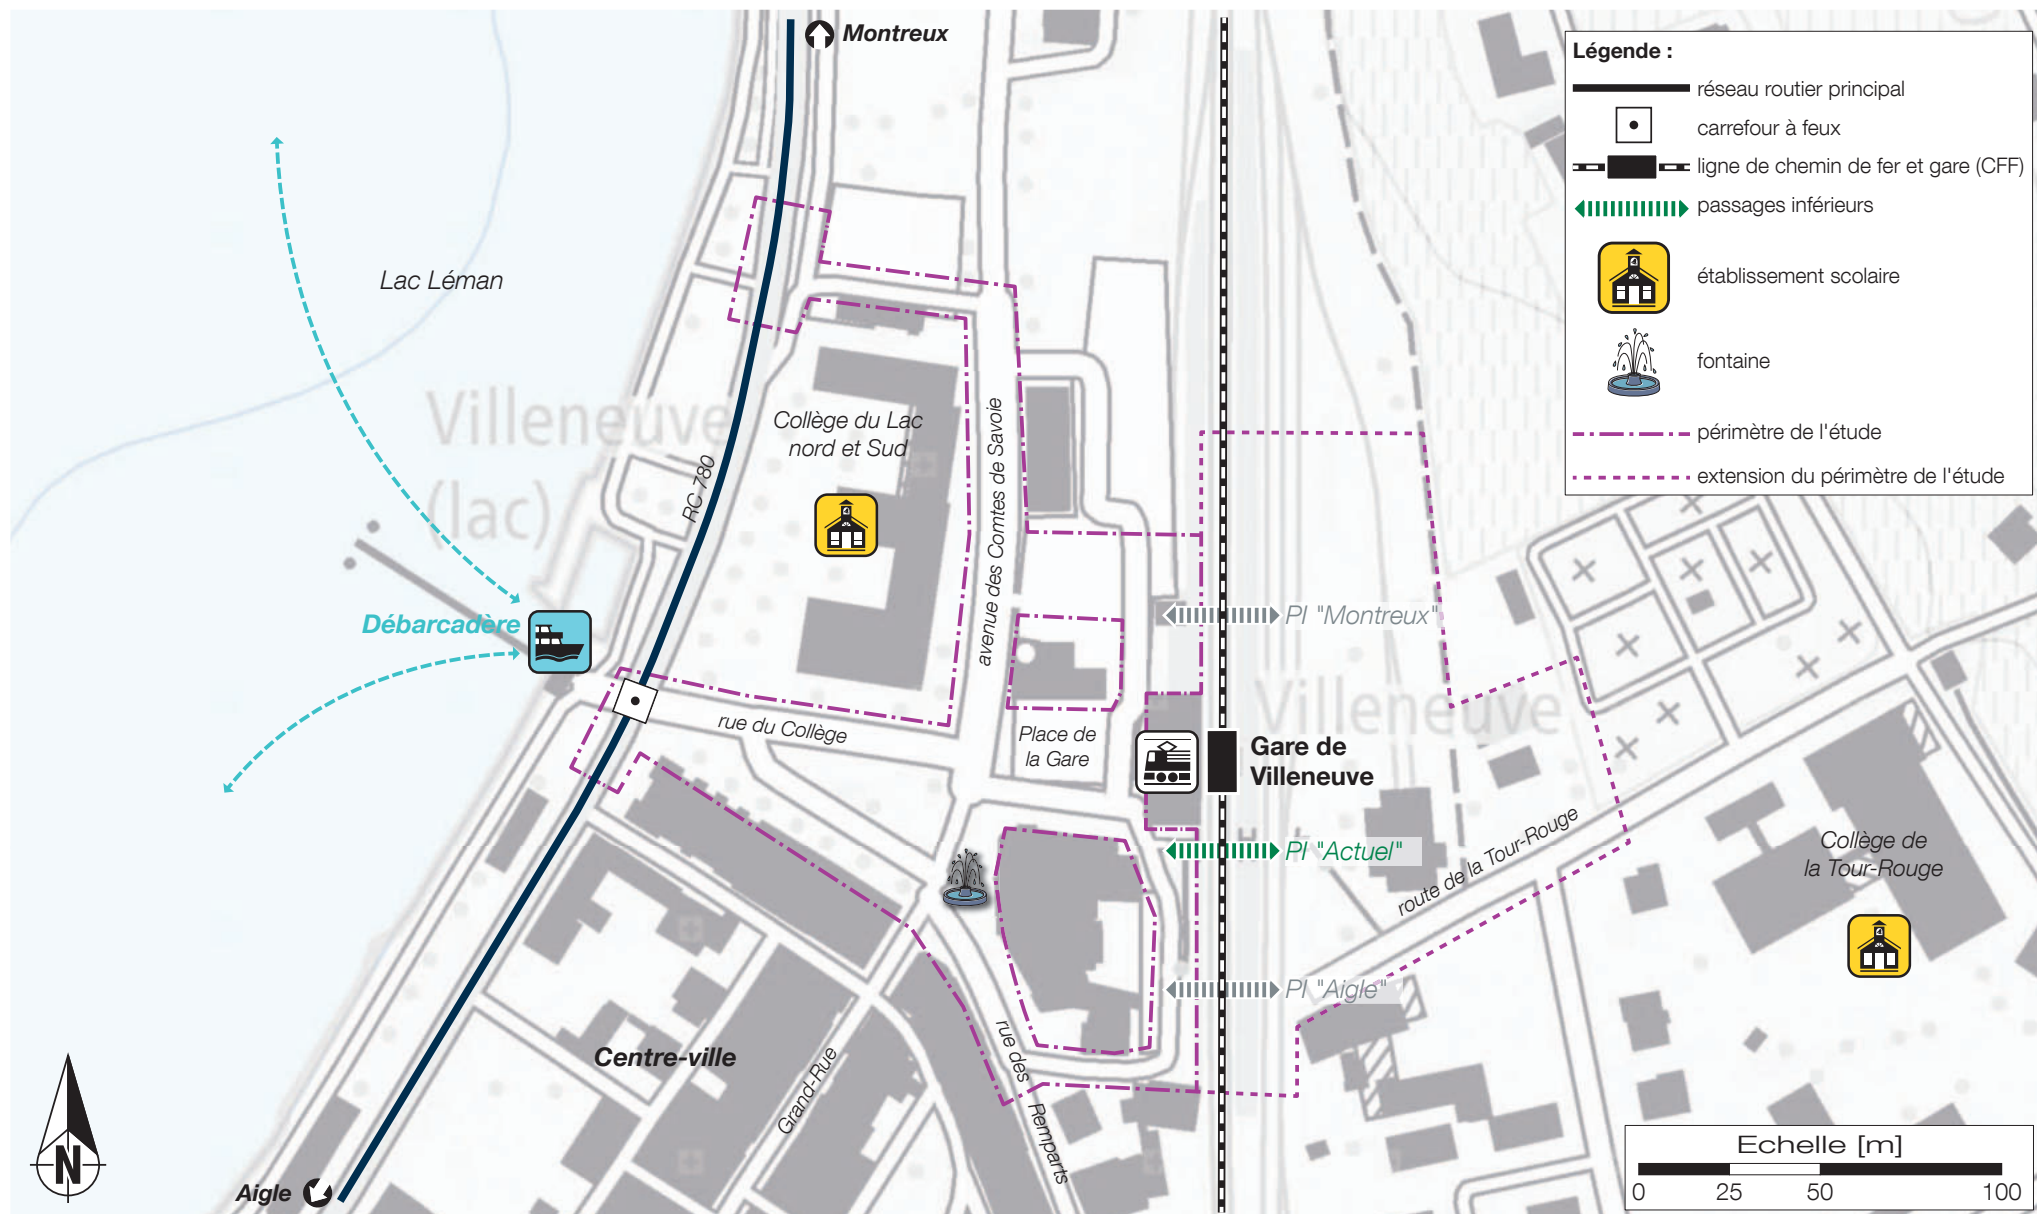 Montreux
Légende :
réseau routier principal
carrefour à feux
ligne de chemin de fer et gare (CFF)
passages inférieurs
établissement scolaire
fontaine
périmètre de l'étude
extension du périmètre de l'étude
Lac Léman
Villeneuve
(lac)
RC 780
Collège du Lac
nord et Sud
avenue des Comtes de Savoie
Débarcadère
PI "Montreux"
Villeneuve
rue du Collège
Place de
la Gare
Gare de
Villeneuve
PI "Actuel"
route de la Tour-Rouge
Collège de
la Tour-Rouge
PI "Aigle"
Centre-ville
Grand-Rue
rue des Remparts
N
Aigle
Echelle [m]
0 25 50 100